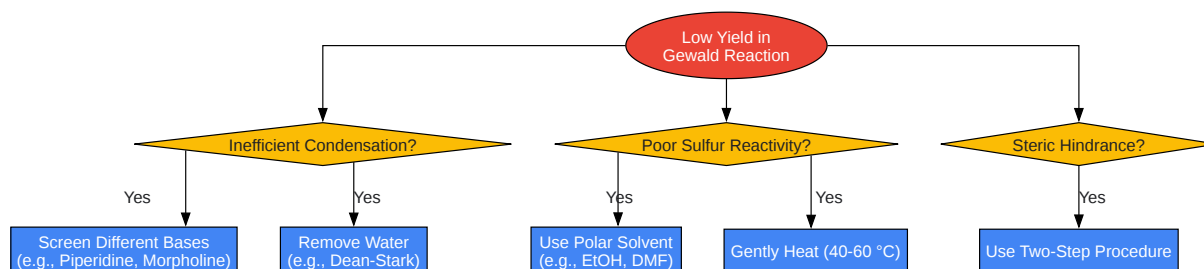 Low Yield in
Gewald Reaction
Inefficient Condensation?
Poor Sulfur Reactivity?
Steric Hindrance?
Yes
Yes
Yes
Yes
Yes
Screen Different Bases
(e.g., Piperidine, Morpholine)
Remove Water
(e.g., Dean-Stark)
Use Polar Solvent
(e.g., EtOH, DMF)
Gently Heat (40-60 °C)
Use Two-Step Procedure